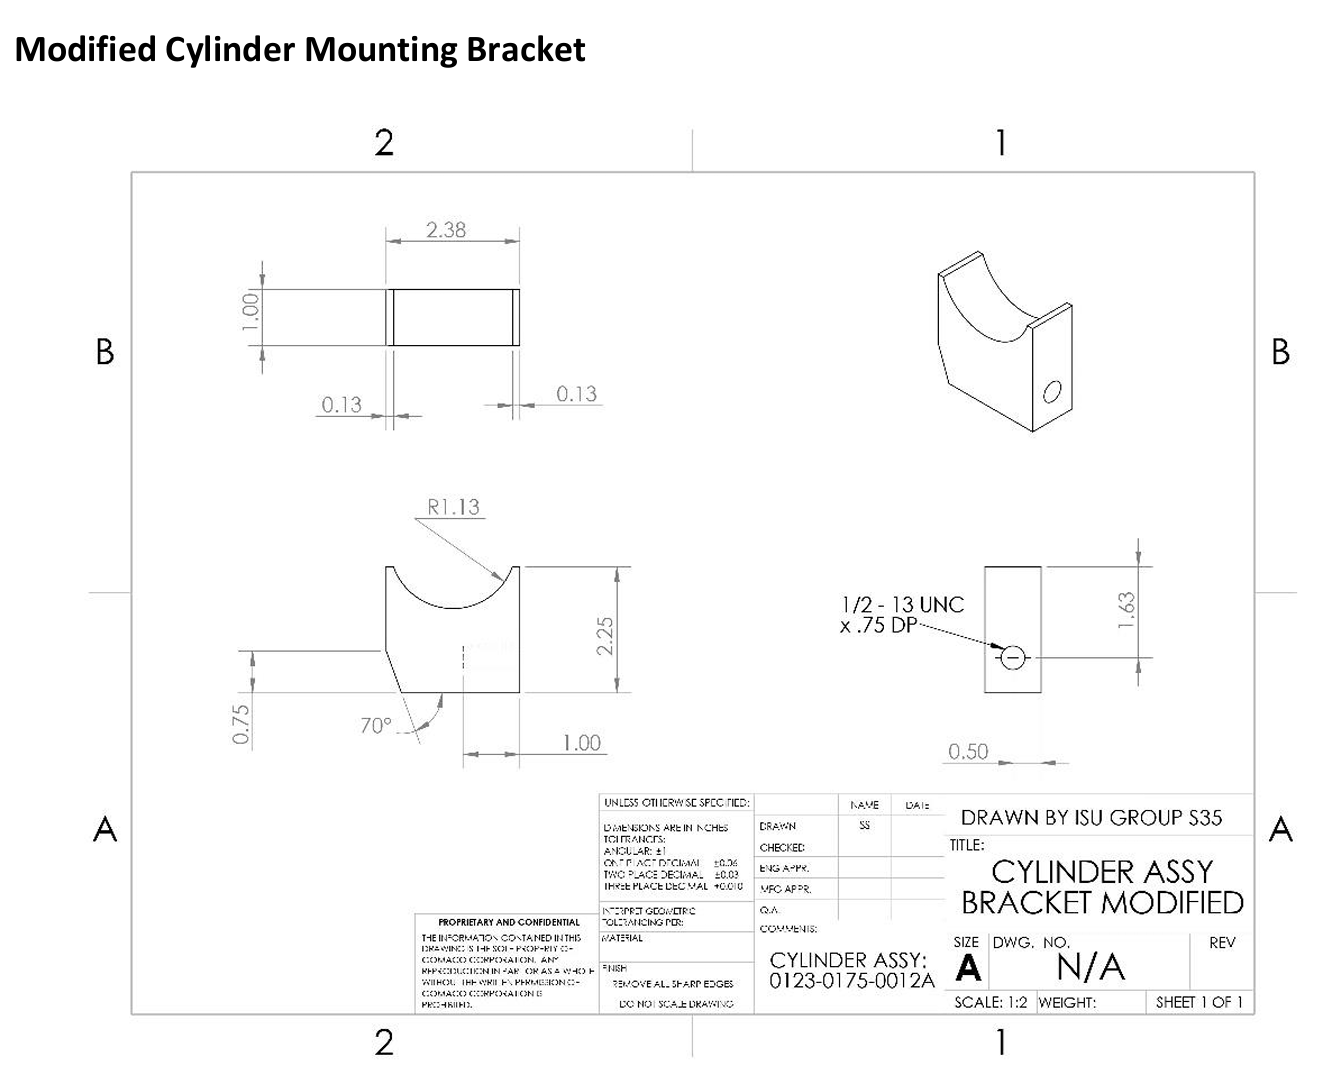 Modified Cylinder Mounting Bracket
2 1
2.38
1.00
B B
0.13 0.13
R1.13
1/2 - 13 UNC
x .75 DP
1.63
2.25
0.75
70°
1.00
0.50
A A
UNLESS OTHERWISE SPECIFIED:
DIMENSIONS ARE IN INCHES
TOLERANCES:
ANGULAR: ±1
ONE PLACE DECIMAL ±0.06
TWO PLACE DECIMAL ±0.03
THREE PLACE DECIMAL ±0.010
INTERPRET GEOMETRIC
TOLERANCING PER:
MATERIAL
FINISH
REMOVE ALL SHARP EDGES
DO NOT SCALE DRAWING
NAME DATE
DRAWN SS
CHECKED
ENG APPR.
MFG APPR.
Q.A.
COMMENTS:
CYLINDER ASSY:
0123-0175-0012A
DRAWN BY ISU GROUP S35
TITLE:
CYLINDER ASSY
BRACKET MODIFIED
SIZE DWG. NO. REV
A N/A
SCALE: 1:2 WEIGHT: SHEET 1 OF 1
PROPRIETARY AND CONFIDENTIAL
THE INFORMATION CONTAINED IN THIS
DRAWING IS THE SOLE PROPERTY OF
GOMACO CORPORATION. ANY
REPRODUCTION IN PART OR AS A WHOLE
WITHOUT THE WRITTEN PERMISSION OF
GOMACO CORPORATION IS
PROHIBITED.
2 1